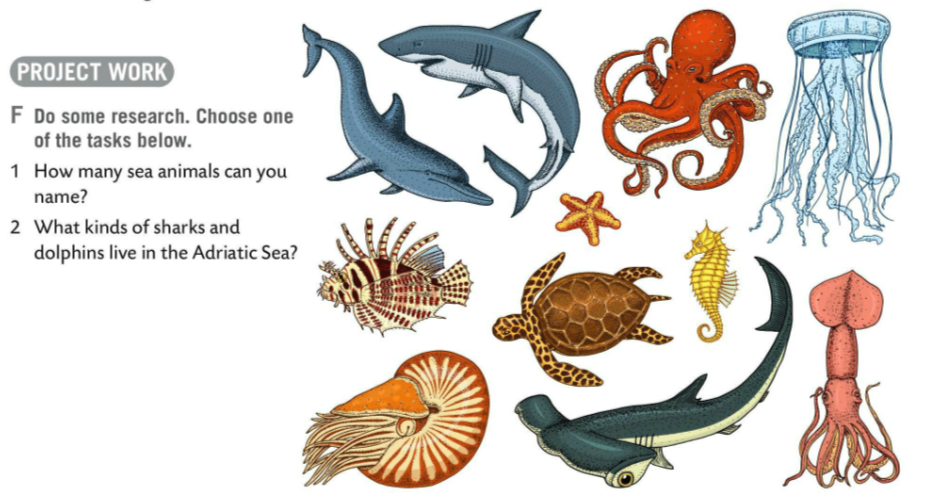 PROJECT WORK
F Do some research. Choose one
of the tasks below.
1 How many sea animals can you
name?
2 What kinds of sharks and
dolphins live in the Adriatic Sea?